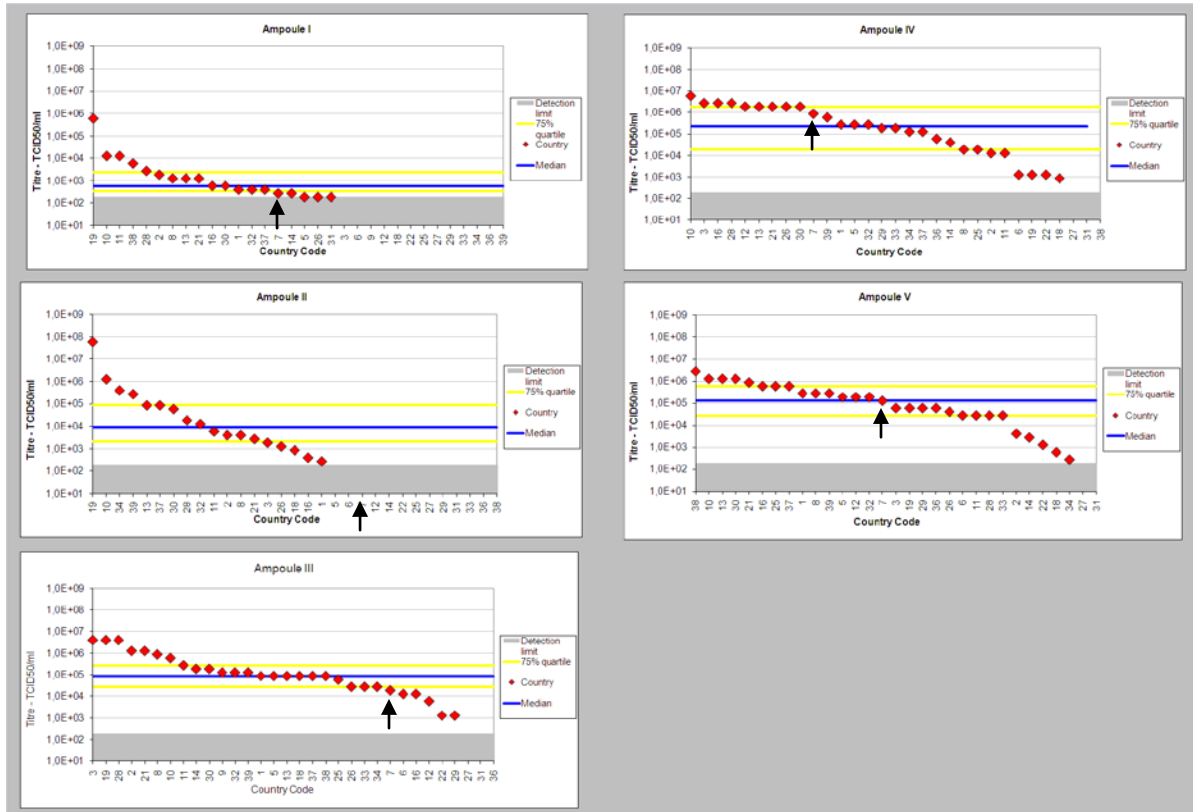 Ampoule I
Titre - TCID50/ml
1,0E+09
1,0E+08
1,0E+07
1,0E+06
1,0E+05
1,0E+04
1,0E+03
1,0E+02
1,0E+01
19 10 11 38 28 2 8 13 21 16 30 1 32 37 7 14 5 26 31 3 6 9 12 18 22 25 27 29 33 34 36 39
Country Code
Detection
limit
75%
quartile
Country
Median
Ampoule IV
Titre - TCID50/ml
1,0E+09
1,0E+08
1,0E+07
1,0E+06
1,0E+05
1,0E+04
1,0E+03
1,0E+02
1,0E+01
10 3 16 28 12 13 21 26 30 7 39 1 5 32 29 33 34 37 36 14 8 25 2 11 6 22 18 27 31 38
Country Code
Detection
limit
75% quartile
Country
Median
Ampoule II
Titre - TCID50/ml
1,0E+09
1,0E+08
1,0E+07
1,0E+06
1,0E+05
1,0E+04
1,0E+03
1,0E+02
1,0E+01
19 10 34 39 13 37 30 28 32 11 2 8 21 3 26 18 16 1 5 6 12 14 22 25 27 29 31 33 36 38
Country Code
Detection
limit
75% quartile
Country
Median
Ampoule V
Titre - TCID50/ml
1,0E+09
1,0E+08
1,0E+07
1,0E+06
1,0E+05
1,0E+04
1,0E+03
1,0E+02
1,0E+01
38 10 13 30 21 16 25 37 1 8 39 5 12 32 7 19 29 36 26 6 11 28 33 2 14 22 18 34 27 31
Country Code
Detection
limit
75% quartile
Country
Median
Ampoule III
Titre - TCID50/ml
1,0E+09
1,0E+08
1,0E+07
1,0E+06
1,0E+05
1,0E+04
1,0E+03
1,0E+02
1,0E+01
3 19 28 2 21 8 10 11 14 30 9 32 39 1 5 13 18 37 38 25 26 33 34 7 6 16 12 22 29 27 31 36
Country Code
Detection
limit
75% quartile
Country
Median